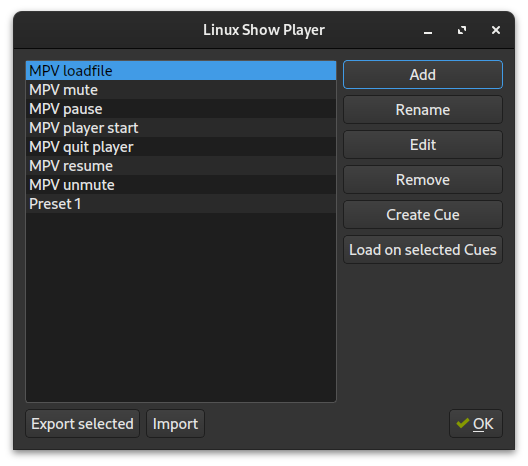 Linux Show Player
MPV loadfile
MPV mute
MPV pause
MPV player start
MPV quit player
MPV resume
MPV unmute
Preset 1
Add
Rename
Edit
Remove
Create Cue
Load on selected Cues
Export selected
Import
OK